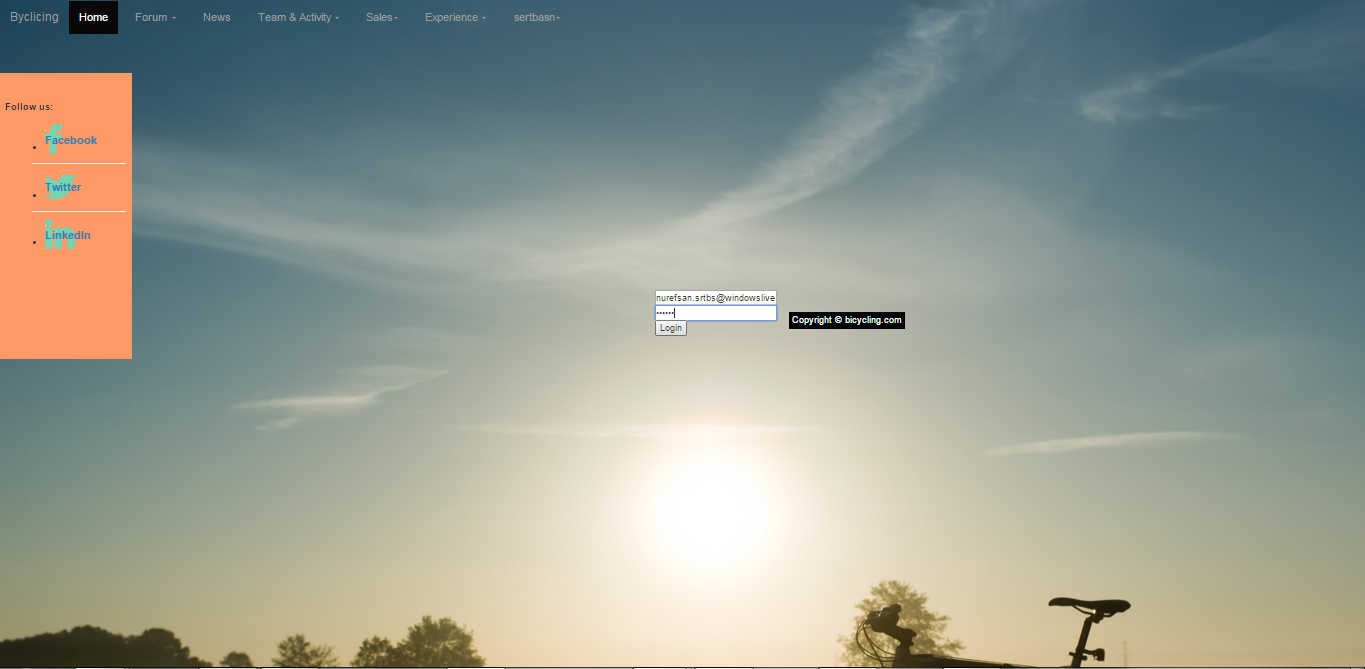 Byclicing Home Forum News Team & Activity Sales Experience sertbasn
Follow us:
Facebook
Twitter
LinkedIn
nurefsan.srtbs@windowslive
••••••
Login
Copyright © bicycling.com